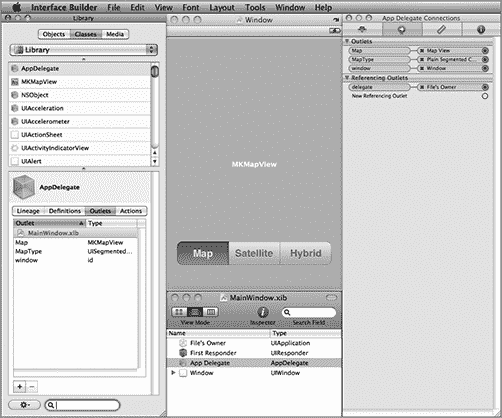 Interface Builder File Edit View Font Layout Tools Window Help
Library
Objects Classes Media
Library
AppDelegate
MKMapView
NSObject
UIAcceleration
UIAccelerometer
UIActionSheet
UIActivityIndicatorView
UIAlert
AppDelegate
Lineage Definitions Outlets Actions
Outlet Type
MainWindow.xib
Map MKMapView
MapType UISegmented...
window id
Window
MKMapView
Map Satellite Hybrid
MainWindow.xib
View Mode Inspector Search Field
Name Type
File's Owner UIApplication
First Responder UIResponder
App Delegate AppDelegate
Window UIWindow
App Delegate Connections
Outlets
Map Map View
MapType Plain Segmented C...
window Window
Referencing Outlets
delegate File's Owner
New Referencing Outlet